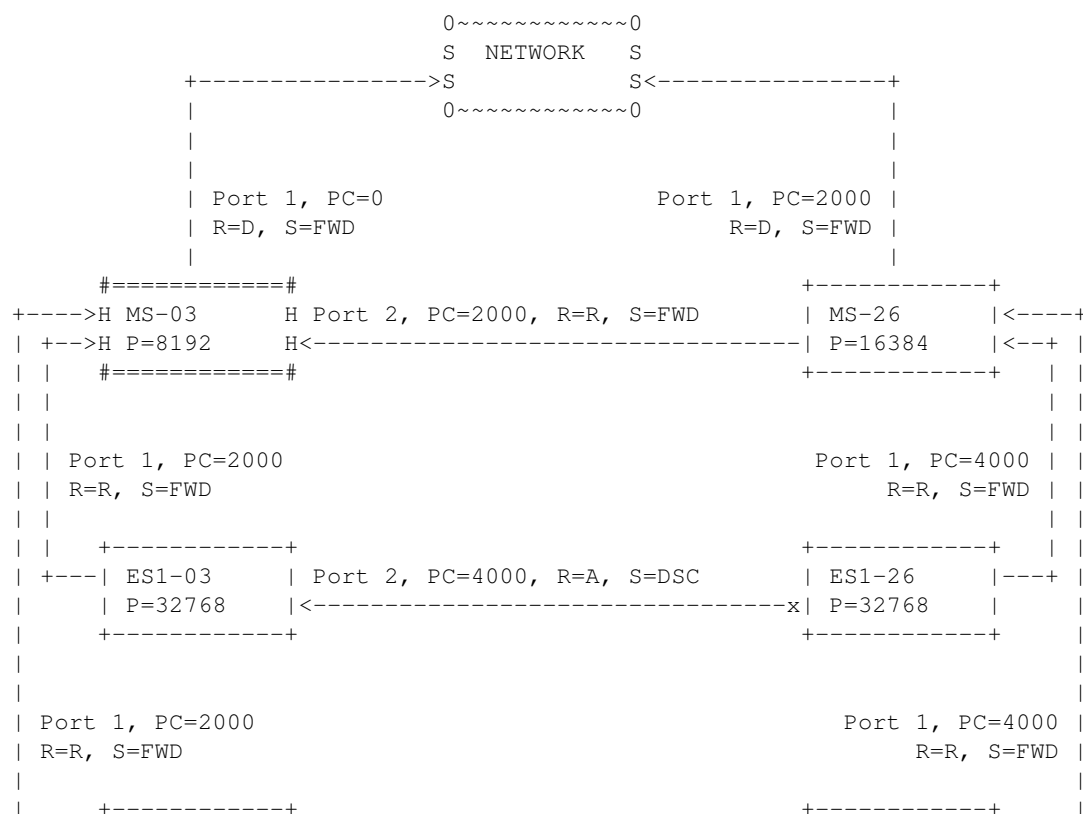 0~~~~~~~~~~~~0
S NETWORK S
+---------------->S S<----------------+
0~~~~~~~~~~~~0
Port 1, PC=0 Port 1, PC=2000
R=D, S=FWD R=D, S=FWD
#============# +------------+
+---->H MS-03 H Port 2, PC=2000, R=R, S=FWD | MS-26 |<----+
| +-->H P=8192 H<----------------------------------| P=16384 |<--+ |
| | #============# +------------+ | |
| | Port 1, PC=2000 Port 1, PC=4000 | |
| | R=R, S=FWD R=R, S=FWD | |
| | +------------+ +------------+ | |
| +---| ES1-03 | Port 2, PC=4000, R=A, S=DSC | ES1-26 |---+ |
| | P=32768 |<---------------------------------x| P=32768 | |
| +------------+ +------------+ |
| Port 1, PC=2000 Port 1, PC=4000 |
| R=R, S=FWD R=R, S=FWD |
| +------------+ +------------+ |